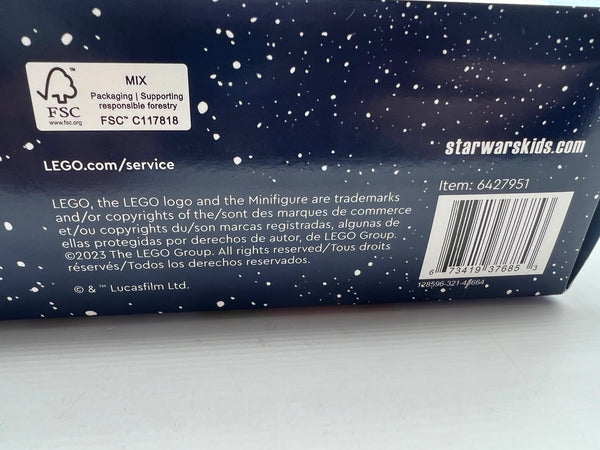 FSC™
www.fsc.org
MIX
Packaging | Supporting
responsible forestry
FSC™ C117818
LEGO.com/service
LEGO, the LEGO logo and the Minifigure are trademarks
and/or copyrights of the/sont des marques de commerce
et/ou copyrights du/son marcas registradas, algunas de
ellas protegidas por derechos de autor, de LEGO Group.
©2023 The LEGO Group. All rights reserved/Tous droits
réservés/Todos los derechos reservados.
© & ™ Lucasfilm Ltd.
starwarskids.com
Item: 6427951
6 73419 37685 3